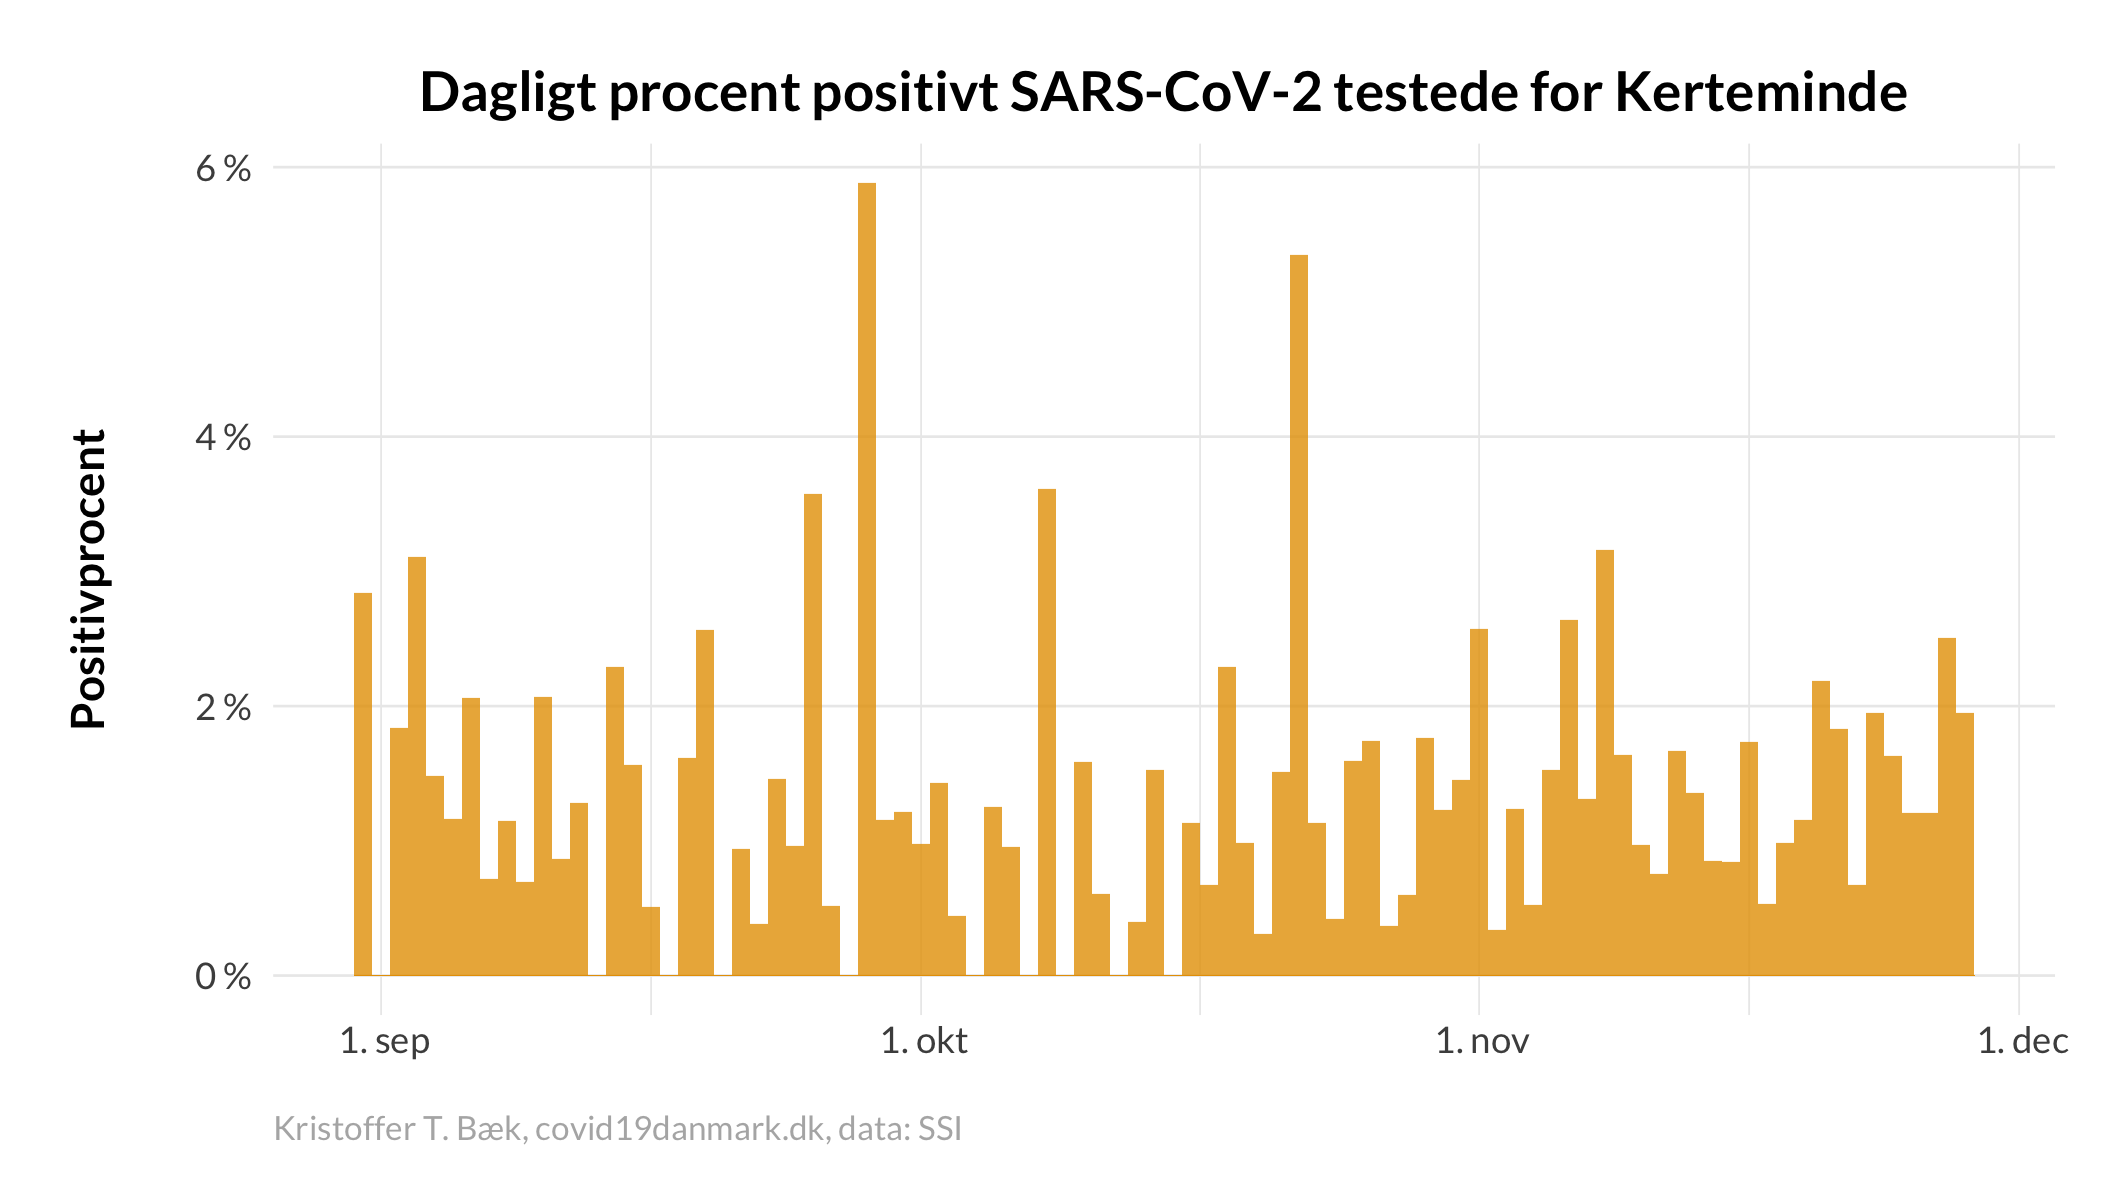 Dagligt procent positivt SARS-CoV-2 testede for Kerteminde
Positivprocent
6 %
4 %
2 %
0 %
1. sep
1. okt
1. nov
1. dec
Kristoffer T. Bæk, covid19danmark.dk, data: SSI